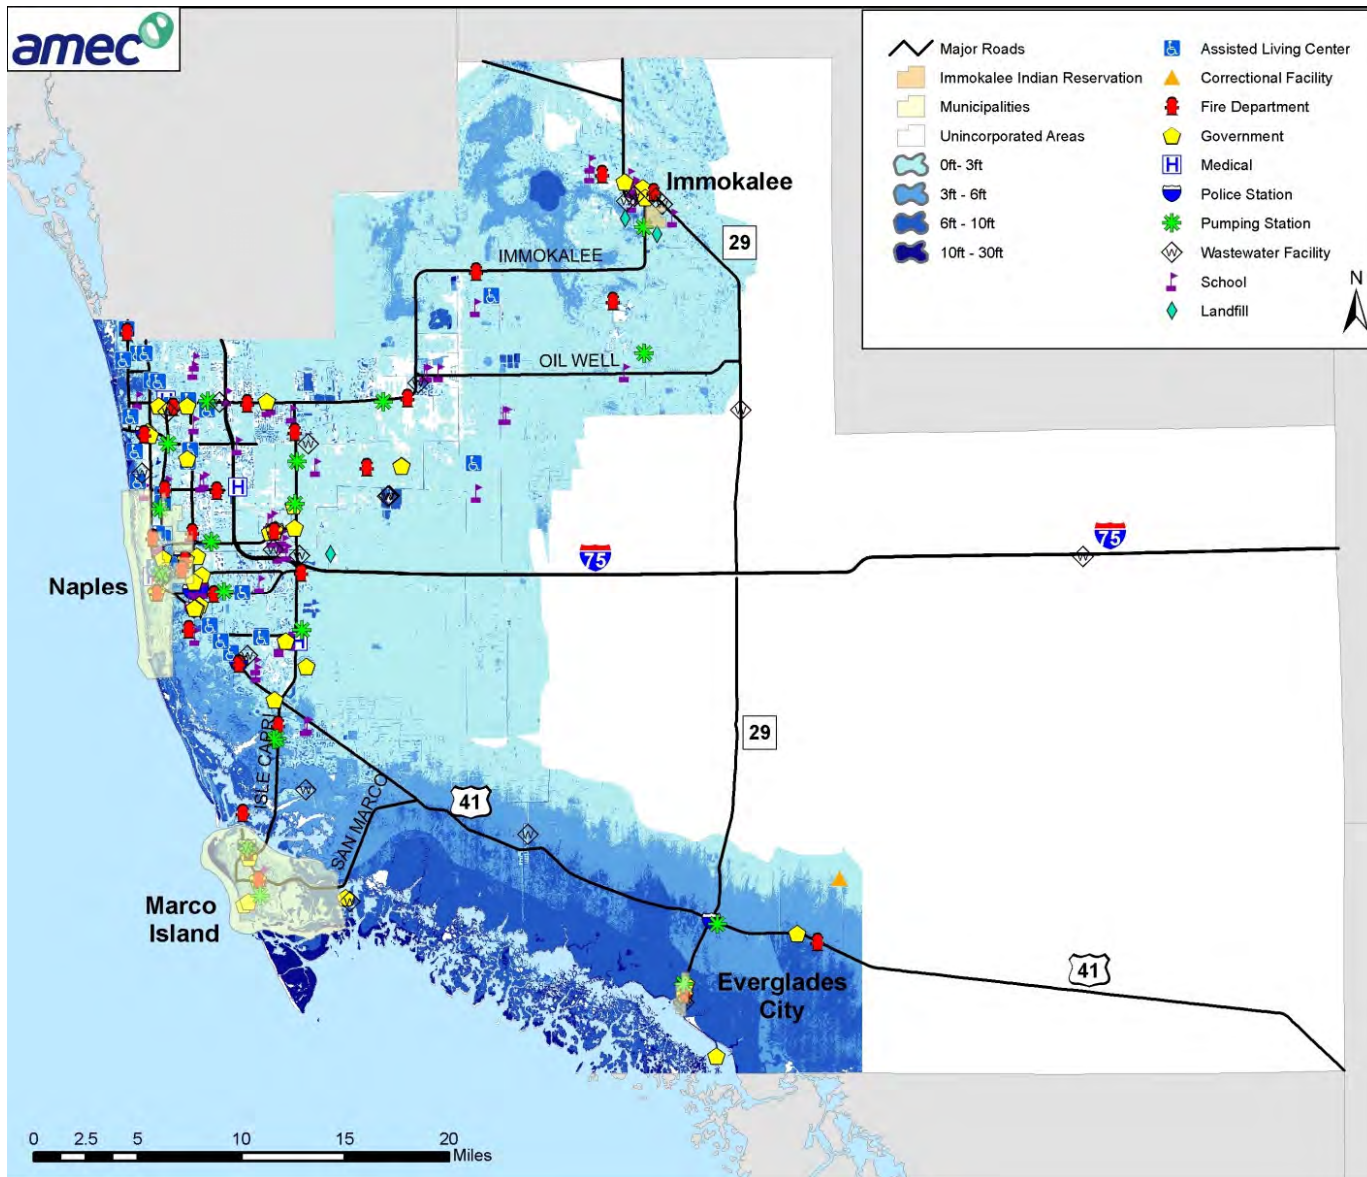 amec
Major Roads
Immokalee Indian Reservation
Municipalities
Unincorporated Areas
0ft- 3ft
3ft - 6ft
6ft - 10ft
10ft - 30ft
Assisted Living Center
Correctional Facility
Fire Department
Government
H Medical
Police Station
Pumping Station
W Wastewater Facility
School
Landfill
N
Immokalee
29
IMMOKALEE
OIL WELL
H
75
75
Naples
H
29
ISLE CAPRI
SAN MARCO
41
Marco
Island
Everglades
City
41
0 2.5 5 10 15 20
Miles